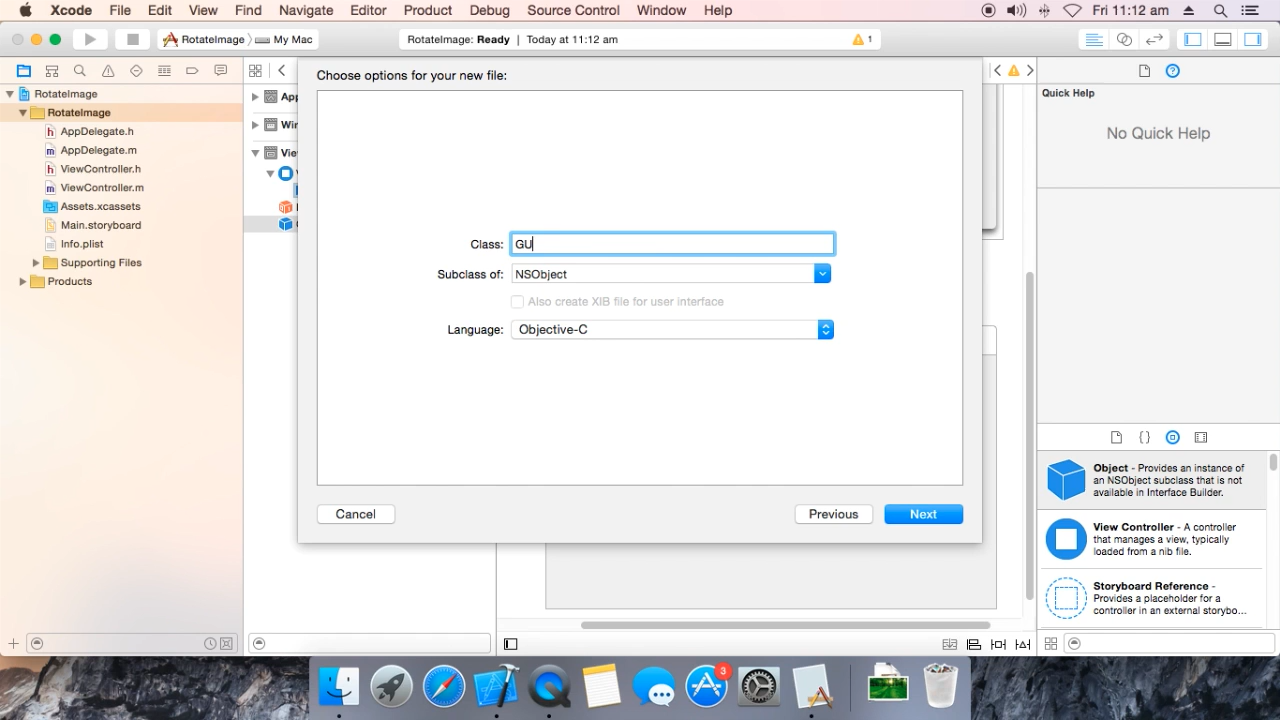 Xcode File Edit View Find Navigate Editor Product Debug Source Control Window Help Fri 11:12 am
RotateImage My Mac RotateImage: Ready | Today at 11:12 am 1
Choose options for your new file:
RotateImage
RotateImage
AppDelegate.h
AppDelegate.m
ViewController.h
ViewController.m
Assets.xcassets
Main.storyboard
Info.plist
Supporting Files
Products
App
Win
Vie
Class: GU
Subclass of: NSObject
Also create XIB file for user interface
Language: Objective-C
Cancel Previous Next
Quick Help
No Quick Help
Object - Provides an instance of
an NSObject subclass that is not
available in Interface Builder.
View Controller - A controller
that manages a view, typically
loaded from a nib file.
Storyboard Reference -
Provides a placeholder for a
controller in an external storybo...
3